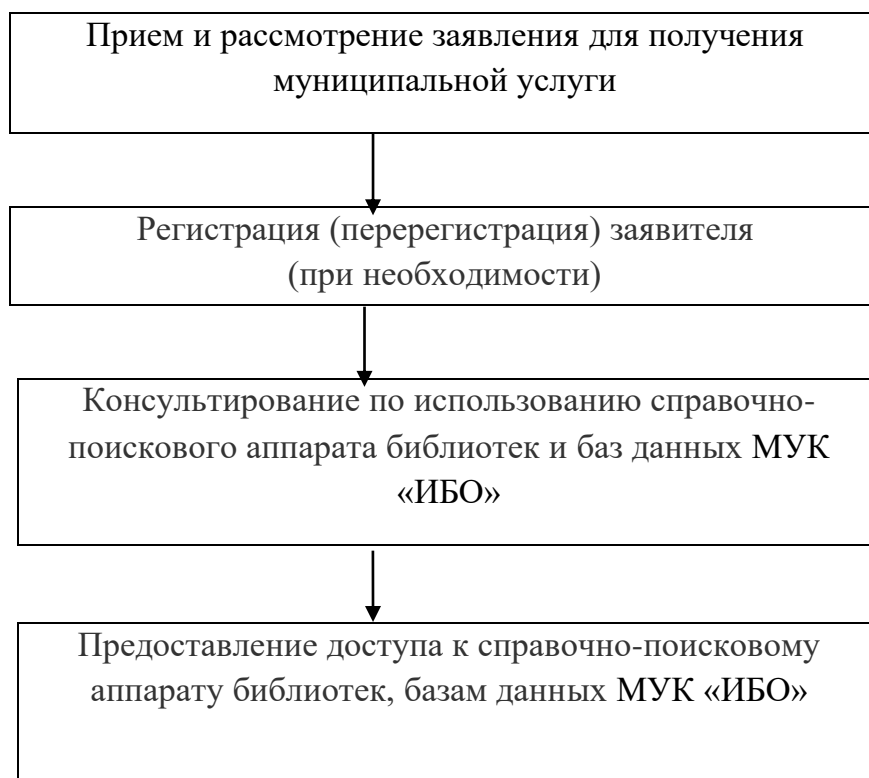 Прием и рассмотрение заявления для получения
муниципальной услуги
Регистрация (перерегистрация) заявителя
(при необходимости)
Консультирование по использованию справочно-
поискового аппарата библиотек и баз данных МУК
«ИБО»
Предоставление доступа к справочно-поисковому
аппарату библиотек, базам данных МУК «ИБО»